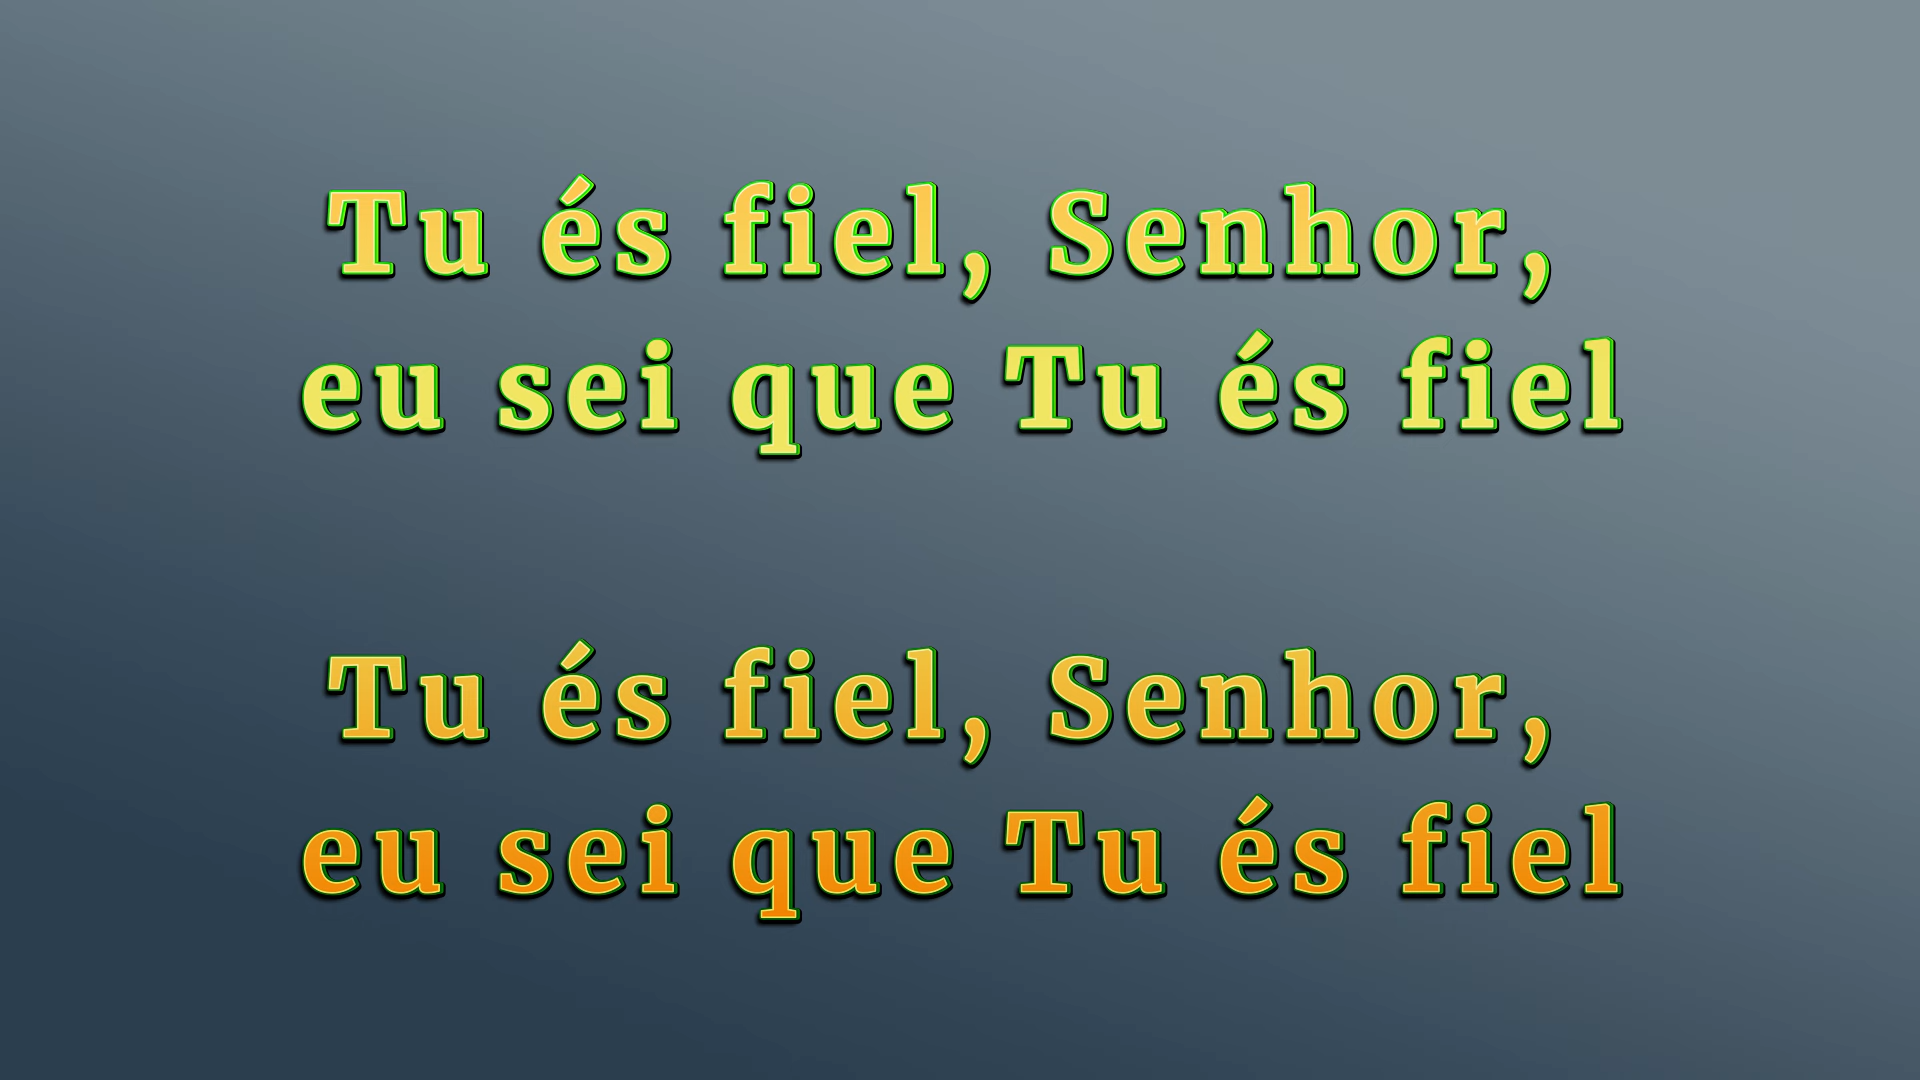 Tu és fiel, Senhor,
eu sei que Tu és fiel
Tu és fiel, Senhor,
eu sei que Tu és fiel